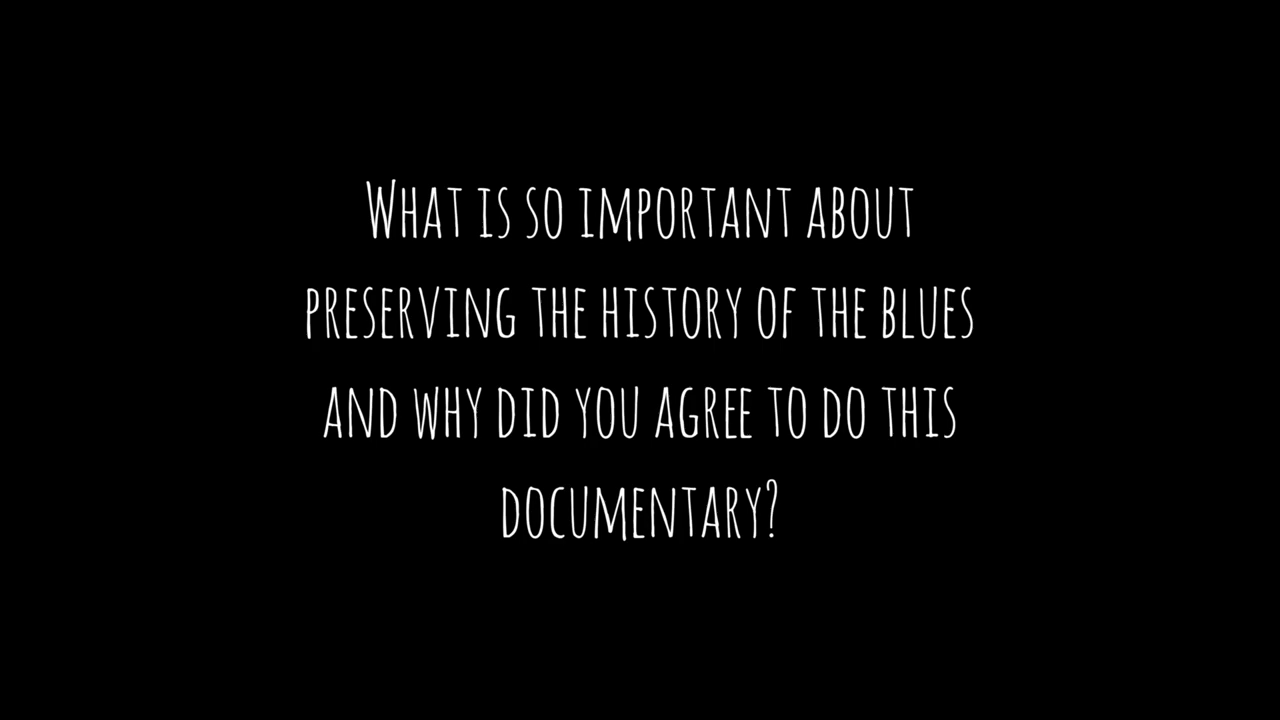 What is so important about
preserving the history of the blues
and why did you agree to do this
documentary?